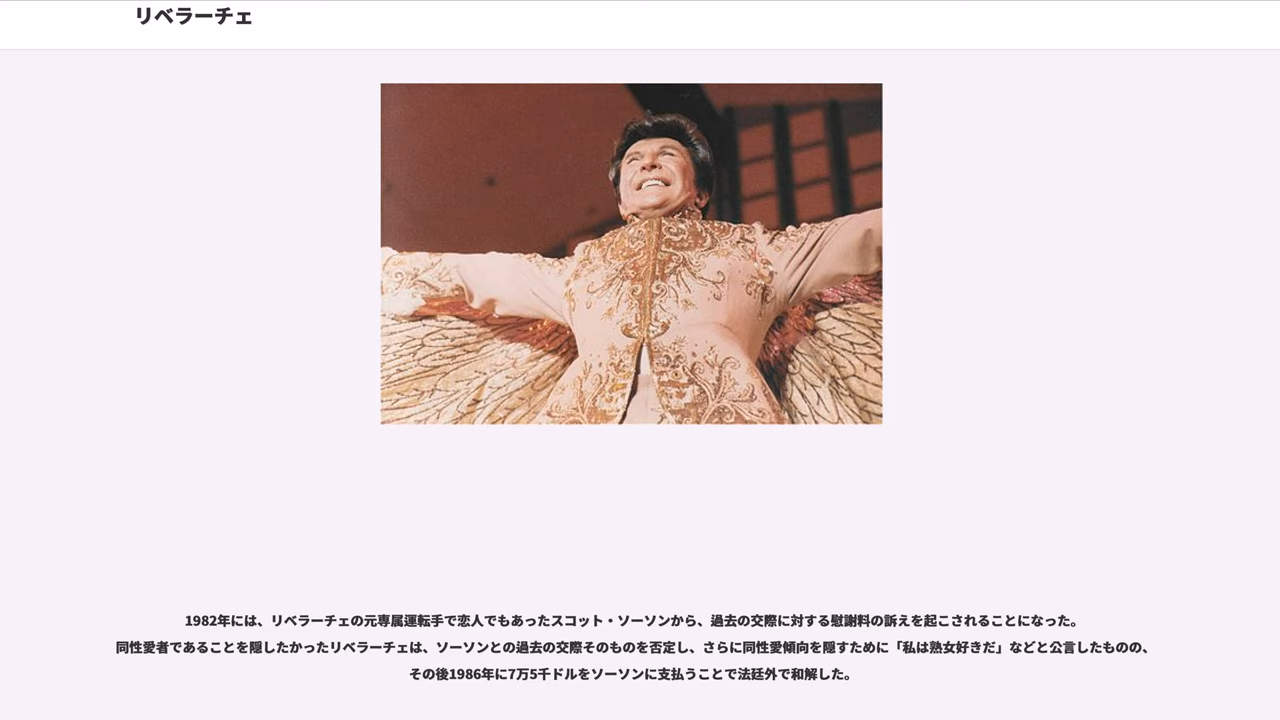 リベラーチェ
1982年には、リベラーチェの元専属運転手で恋人でもあったスコット・ソーソンから、過去の交際に対する慰謝料の訴えを起こされることになった。
同性愛者であることを隠したかったリベラーチェは、ソーソンとの過去の交際そのものを否定し、さらに同性愛傾向を隠すために「私は熟女好きだ」などと公言したものの、
その後1986年に7万5千ドルをソーソンに支払うことで法廷外で和解した。